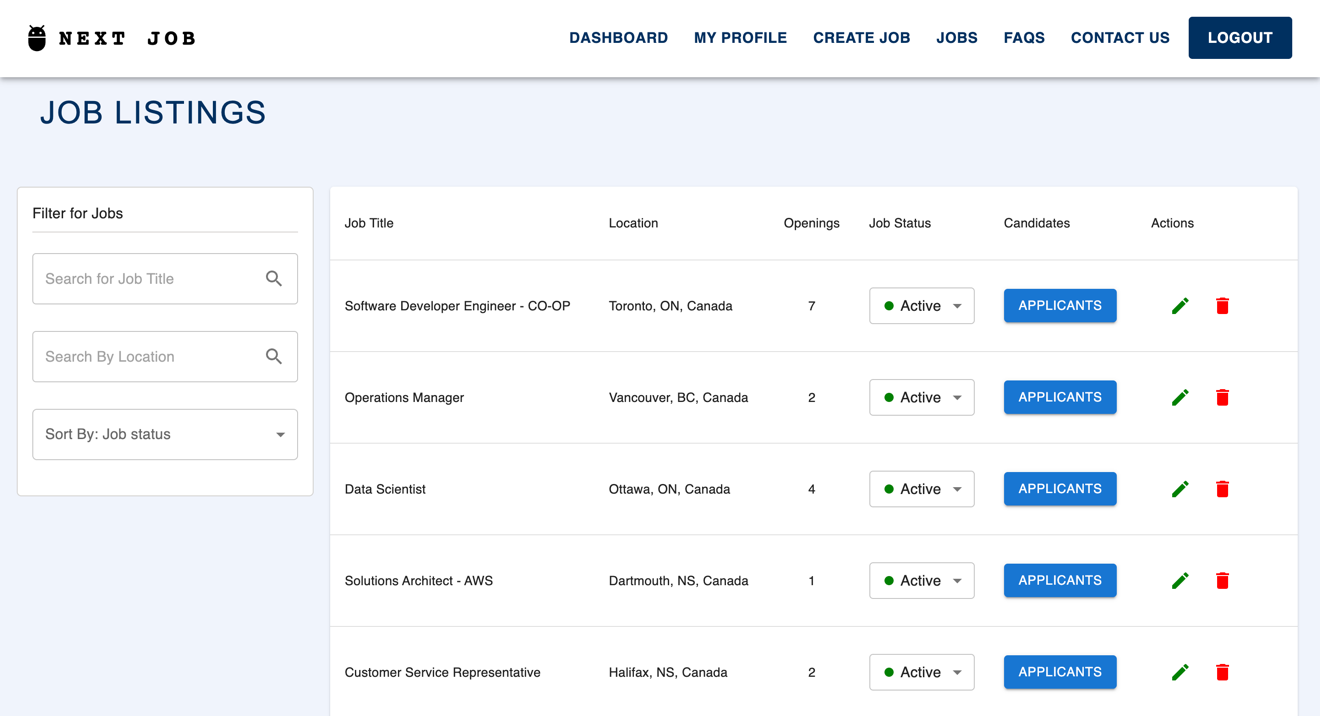 NEXT JOB
DASHBOARD MY PROFILE CREATE JOB JOBS FAQS CONTACT US LOGOUT
JOB LISTINGS
Filter for Jobs
Search for Job Title
Search By Location
Sort By: Job status
Job Title Location Openings Job Status Candidates Actions
Software Developer Engineer - CO-OP Toronto, ON, Canada 7 Active APPLICANTS
Operations Manager Vancouver, BC, Canada 2 Active APPLICANTS
Data Scientist Ottawa, ON, Canada 4 Active APPLICANTS
Solutions Architect - AWS Dartmouth, NS, Canada 1 Active APPLICANTS
Customer Service Representative Halifax, NS, Canada 2 Active APPLICANTS